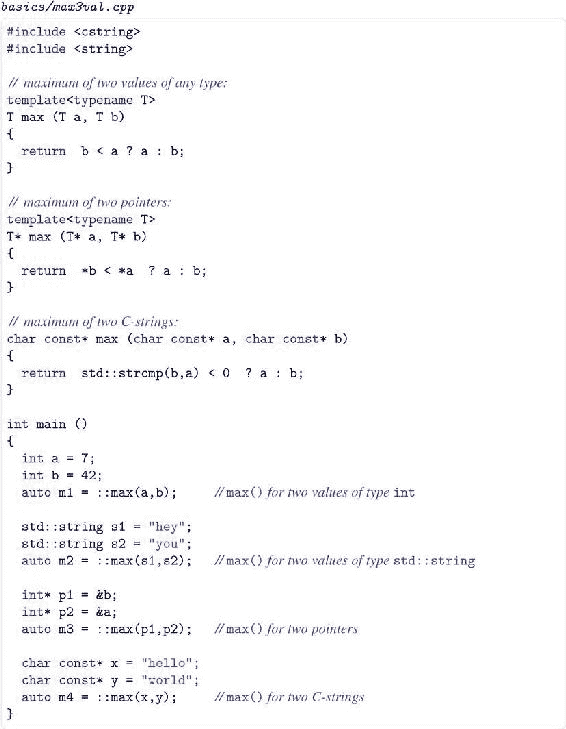 basics/max3val.cpp
#include <cstring>
#include <string>
// maximum of two values of any type:
template<typename T>
T max (T a, T b)
{
return b < a ? a : b;
}
// maximum of two pointers:
template<typename T>
T* max (T* a, T* b)
{
return *b < *a ? a : b;
}
// maximum of two C-strings:
char const* max (char const* a, char const* b)
{
return std::strcmp(b,a) < 0 ? a : b;
}
int main ()
{
int a = 7;
int b = 42;
auto m1 = ::max(a,b); // max() for two values of type int
std::string s1 = "hey";
std::string s2 = "you";
auto m2 = ::max(s1,s2); // max() for two values of type std::string
int* p1 = &b;
int* p2 = &a;
auto m3 = ::max(p1,p2); // max() for two pointers
char const* x = "hello";
char const* y = "world";
auto m4 = ::max(x,y); // max() for two C-strings
}